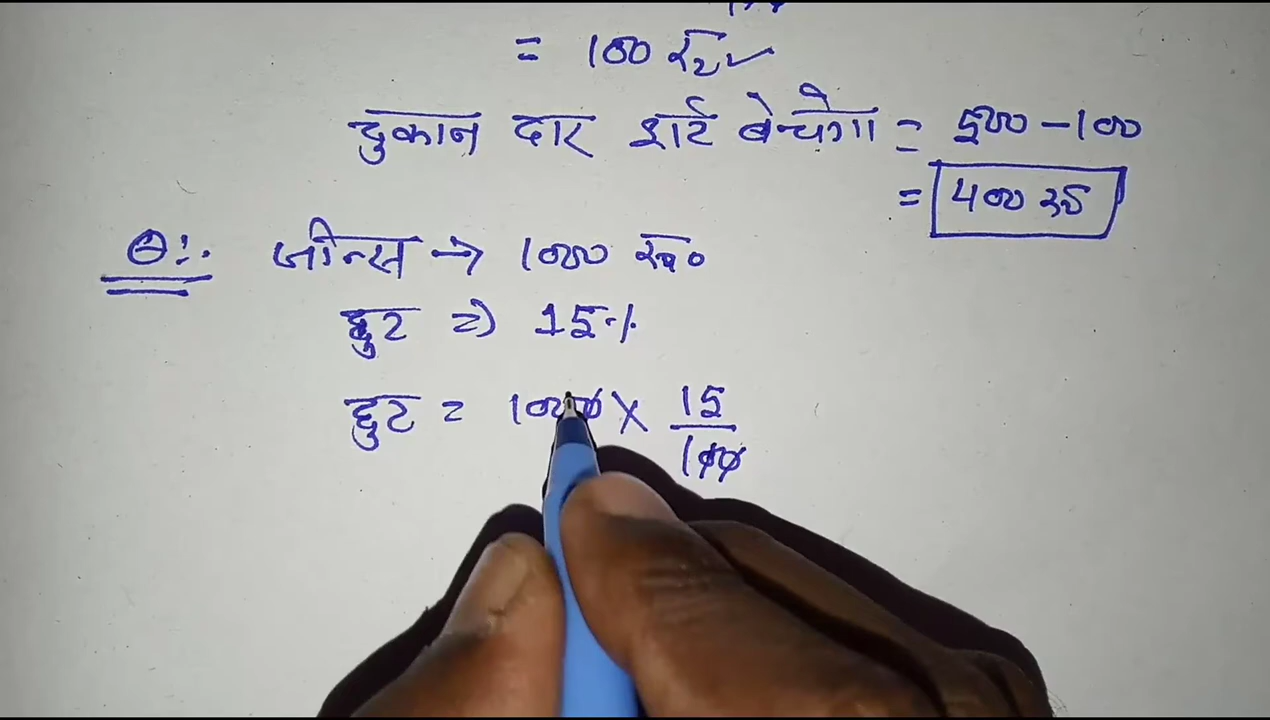 = 100 रू
दुकान दार शर्ट बेचेगा = 500 - 100
= 400 रू
Q:. जीन्स → 1000 रू०
छुट ⇒ 15%
छुट = 1000 × 15/100